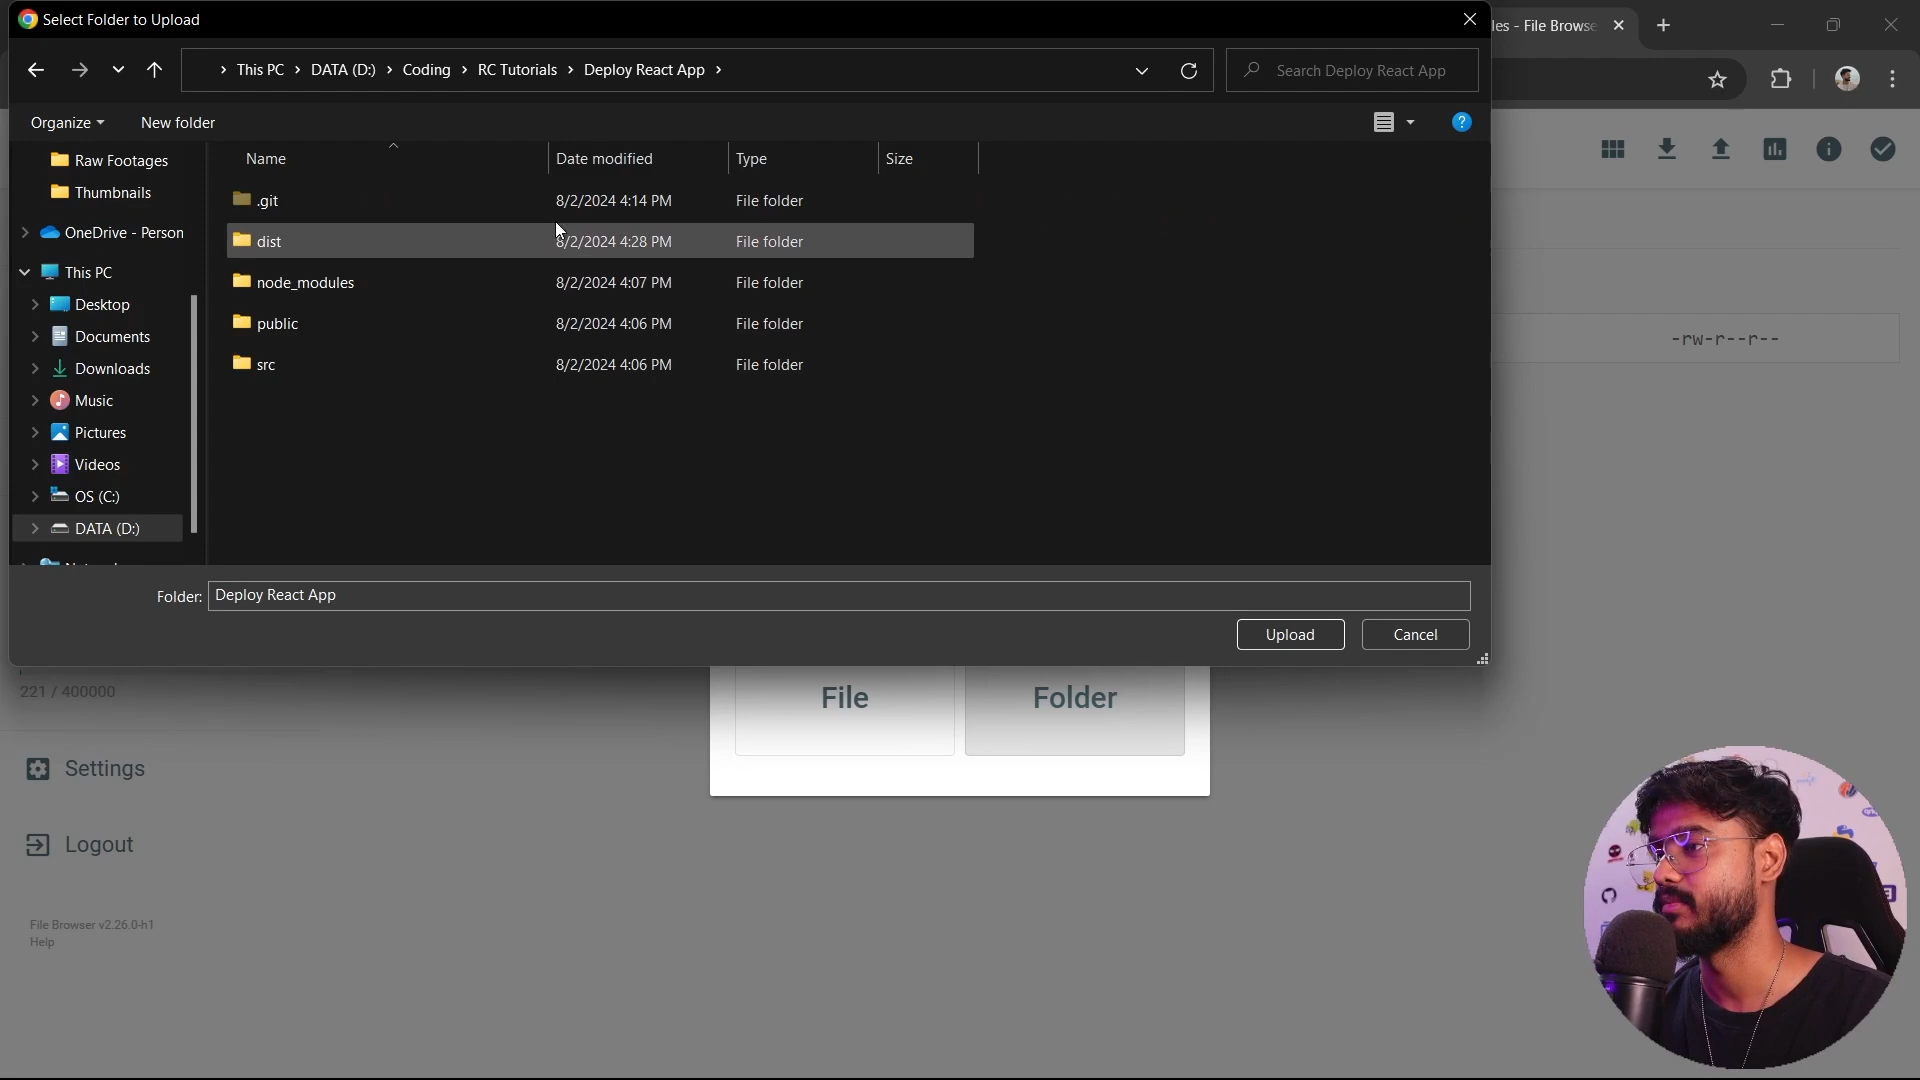 Select Folder to Upload
les - File Browse
This PC > DATA (D:) > Coding > RC Tutorials > Deploy React App >
Search Deploy React App
Organize
New folder
Raw Footages
Thumbnails
OneDrive - Person
This PC
Desktop
Documents
Downloads
Music
Pictures
Videos
OS (C:)
DATA (D:)
Name Date modified Type Size
.git 8/2/2024 4:14 PM File folder
dist 8/2/2024 4:28 PM File folder
node_modules 8/2/2024 4:07 PM File folder
public 8/2/2024 4:06 PM File folder
src 8/2/2024 4:06 PM File folder
-rw-r--r--
Folder: Deploy React App
Upload
Cancel
221 / 400000
File
Folder
Settings
Logout
File Browser v2.26.0-h1
Help